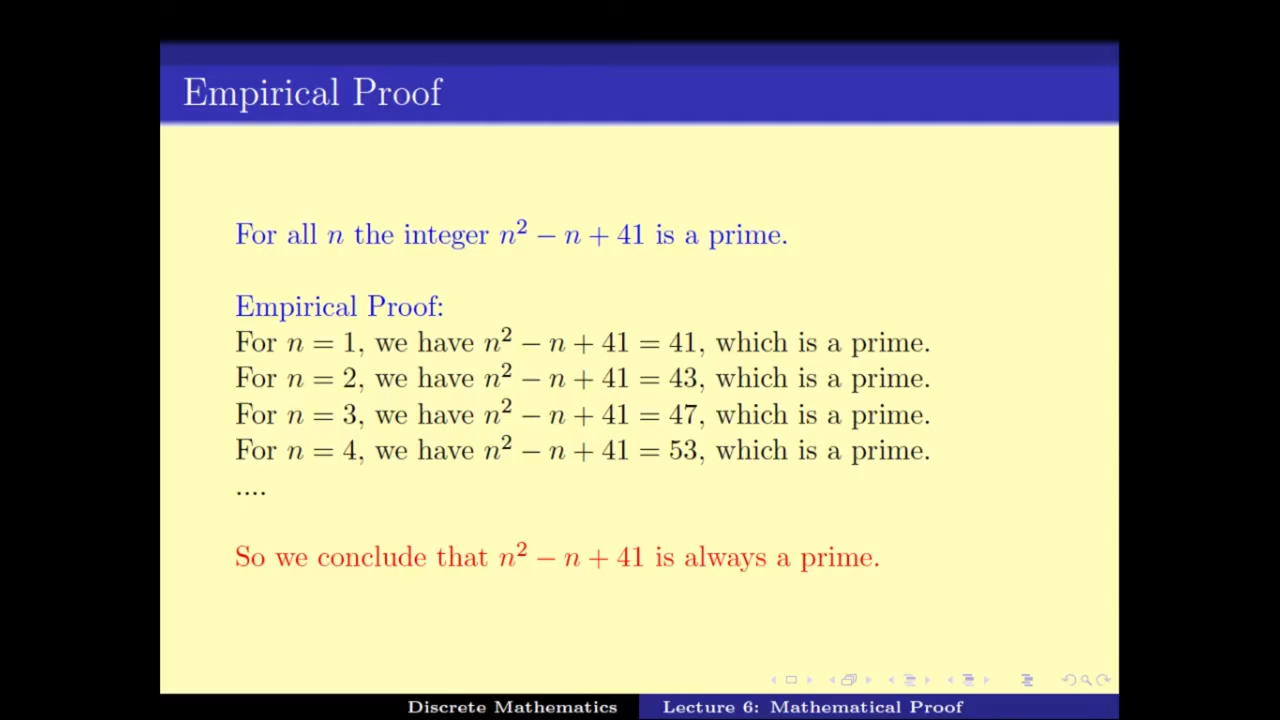 Empirical Proof
For all n the integer n² − n + 41 is a prime.
Empirical Proof:
For n = 1, we have n² − n + 41 = 41, which is a prime.
For n = 2, we have n² − n + 41 = 43, which is a prime.
For n = 3, we have n² − n + 41 = 47, which is a prime.
For n = 4, we have n² − n + 41 = 53, which is a prime.
....
So we conclude that n² − n + 41 is always a prime.
Discrete Mathematics Lecture 6: Mathematical Proof